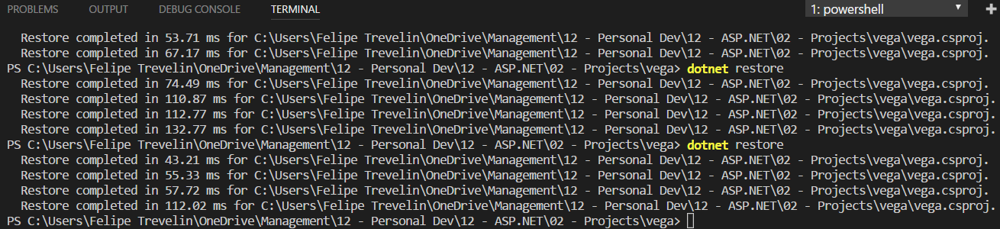 PROBLEMS OUTPUT DEBUG CONSOLE TERMINAL 1: powershell
Restore completed in 53.71 ms for C:\Users\Felipe Trevelin\OneDrive\Management\12 - Personal Dev\12 - ASP.NET\02 - Projects\vega\vega.csproj.
Restore completed in 67.17 ms for C:\Users\Felipe Trevelin\OneDrive\Management\12 - Personal Dev\12 - ASP.NET\02 - Projects\vega\vega.csproj.
PS C:\Users\Felipe Trevelin\OneDrive\Management\12 - Personal Dev\12 - ASP.NET\02 - Projects\vega> dotnet restore
Restore completed in 74.49 ms for C:\Users\Felipe Trevelin\OneDrive\Management\12 - Personal Dev\12 - ASP.NET\02 - Projects\vega\vega.csproj.
Restore completed in 110.87 ms for C:\Users\Felipe Trevelin\OneDrive\Management\12 - Personal Dev\12 - ASP.NET\02 - Projects\vega\vega.csproj.
Restore completed in 112.77 ms for C:\Users\Felipe Trevelin\OneDrive\Management\12 - Personal Dev\12 - ASP.NET\02 - Projects\vega\vega.csproj.
Restore completed in 132.77 ms for C:\Users\Felipe Trevelin\OneDrive\Management\12 - Personal Dev\12 - ASP.NET\02 - Projects\vega\vega.csproj.
PS C:\Users\Felipe Trevelin\OneDrive\Management\12 - Personal Dev\12 - ASP.NET\02 - Projects\vega> dotnet restore
Restore completed in 43.21 ms for C:\Users\Felipe Trevelin\OneDrive\Management\12 - Personal Dev\12 - ASP.NET\02 - Projects\vega\vega.csproj.
Restore completed in 55.33 ms for C:\Users\Felipe Trevelin\OneDrive\Management\12 - Personal Dev\12 - ASP.NET\02 - Projects\vega\vega.csproj.
Restore completed in 57.72 ms for C:\Users\Felipe Trevelin\OneDrive\Management\12 - Personal Dev\12 - ASP.NET\02 - Projects\vega\vega.csproj.
Restore completed in 112.02 ms for C:\Users\Felipe Trevelin\OneDrive\Management\12 - Personal Dev\12 - ASP.NET\02 - Projects\vega\vega.csproj.
PS C:\Users\Felipe Trevelin\OneDrive\Management\12 - Personal Dev\12 - ASP.NET\02 - Projects\vega>